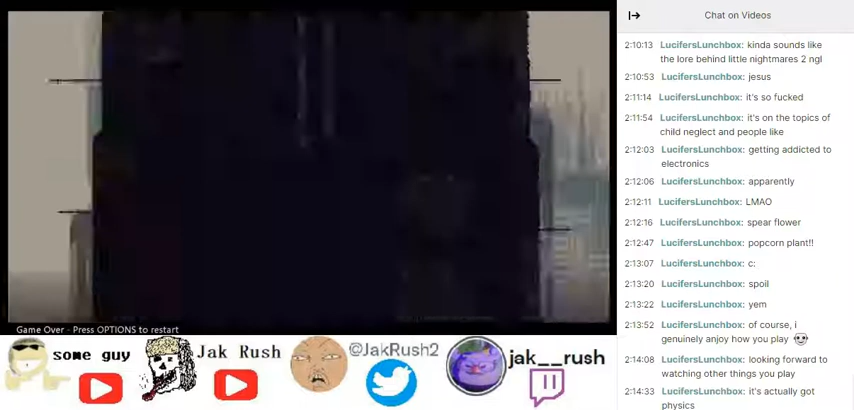 Game Over - Press OPTIONS to restart
some guy
Jak Rush
@JakRush2
jak__rush
Chat on Videos
2:10:13 LucifersLunchbox: kinda sounds like
the lore behind little nightmares 2 ngl
2:10:53 LucifersLunchbox: jesus
2:11:14 LucifersLunchbox: it's so fucked
2:11:54 LucifersLunchbox: it's on the topics of
child neglect and people like
2:12:03 LucifersLunchbox: getting addicted to
electronics
2:12:06 LucifersLunchbox: apparently
2:12:11 LucifersLunchbox: LMAO
2:12:16 LucifersLunchbox: spear flower
2:12:47 LucifersLunchbox: popcorn plant!!
2:13:07 LucifersLunchbox: c:
2:13:20 LucifersLunchbox: spoil
2:13:22 LucifersLunchbox: yem
2:13:52 LucifersLunchbox: of course, i
genuinely anjoy how you play
2:14:08 LucifersLunchbox: looking forward to
watching other things you play
2:14:33 LucifersLunchbox: it's actually got
physics